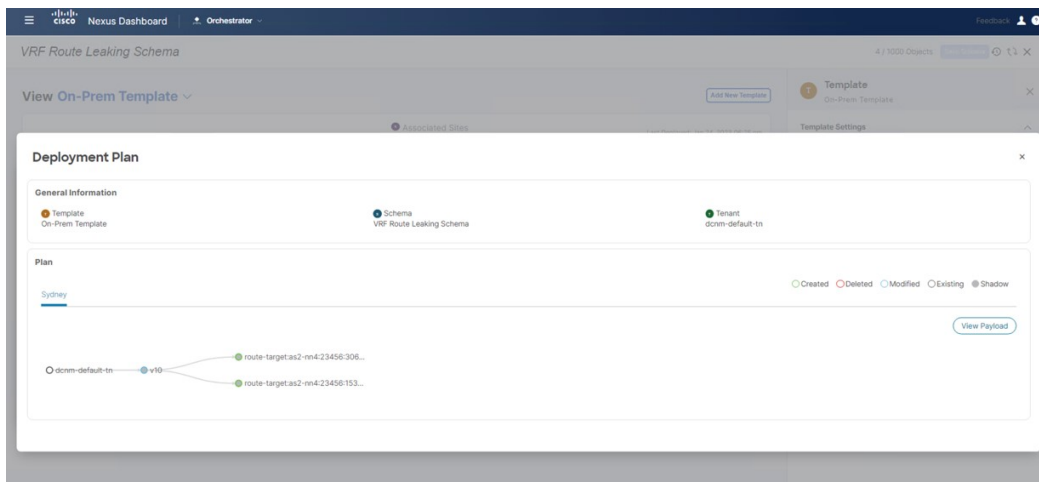 cisco Nexus Dashboard Orchestrator Feedback
VRF Route Leaking Schema 4 / 1000 Objects
View On-Prem Template Add New Template Template
On-Prem Template
Associated Sites Template Settings
Deployment Plan
General Information
Template Schema Tenant
On-Prem Template VRF Route Leaking Schema dcnm-default-tn
Plan
Created Deleted Modified Existing Shadow
Sydney
View Payload
route-target:as2-nn4:23456:306...
dcnm-default-tn v10
route-target:as2-nn4:23456:153...